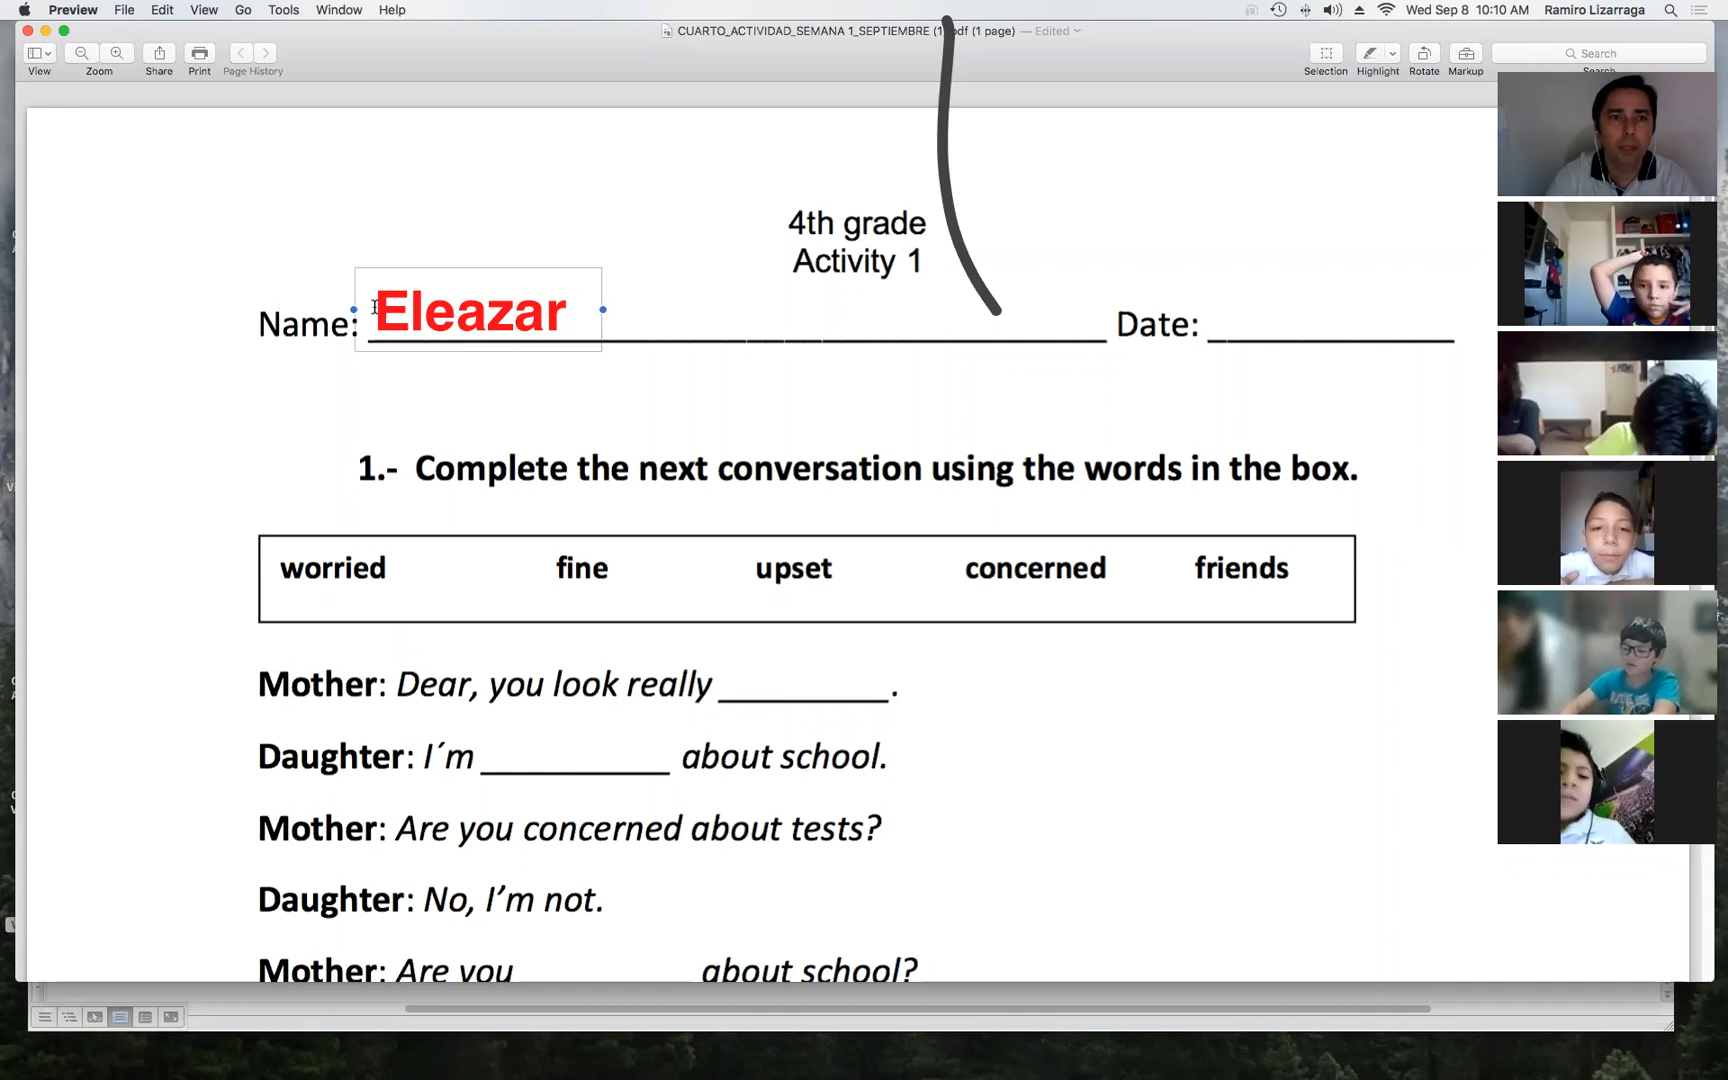 Preview File Edit View Go Tools Window Help Wed Sep 8 10:10 AM Ramiro Lizarraga
CUARTO_ACTIVIDAD_SEMANA 1_SEPTIEMBRE (1 pdf (1 page) — Edited
Search
View Zoom Share Print Page History Selection Highlight Rotate Markup Search
4th grade
Activity 1
Name: Eleazar Date:
1.- Complete the next conversation using the words in the box.
worried fine upset concerned friends
Mother: Dear, you look really __________.
Daughter: I´m ___________ about school.
Mother: Are you concerned about tests?
Daughter: No, I’m not.
Mother: Are you about school?